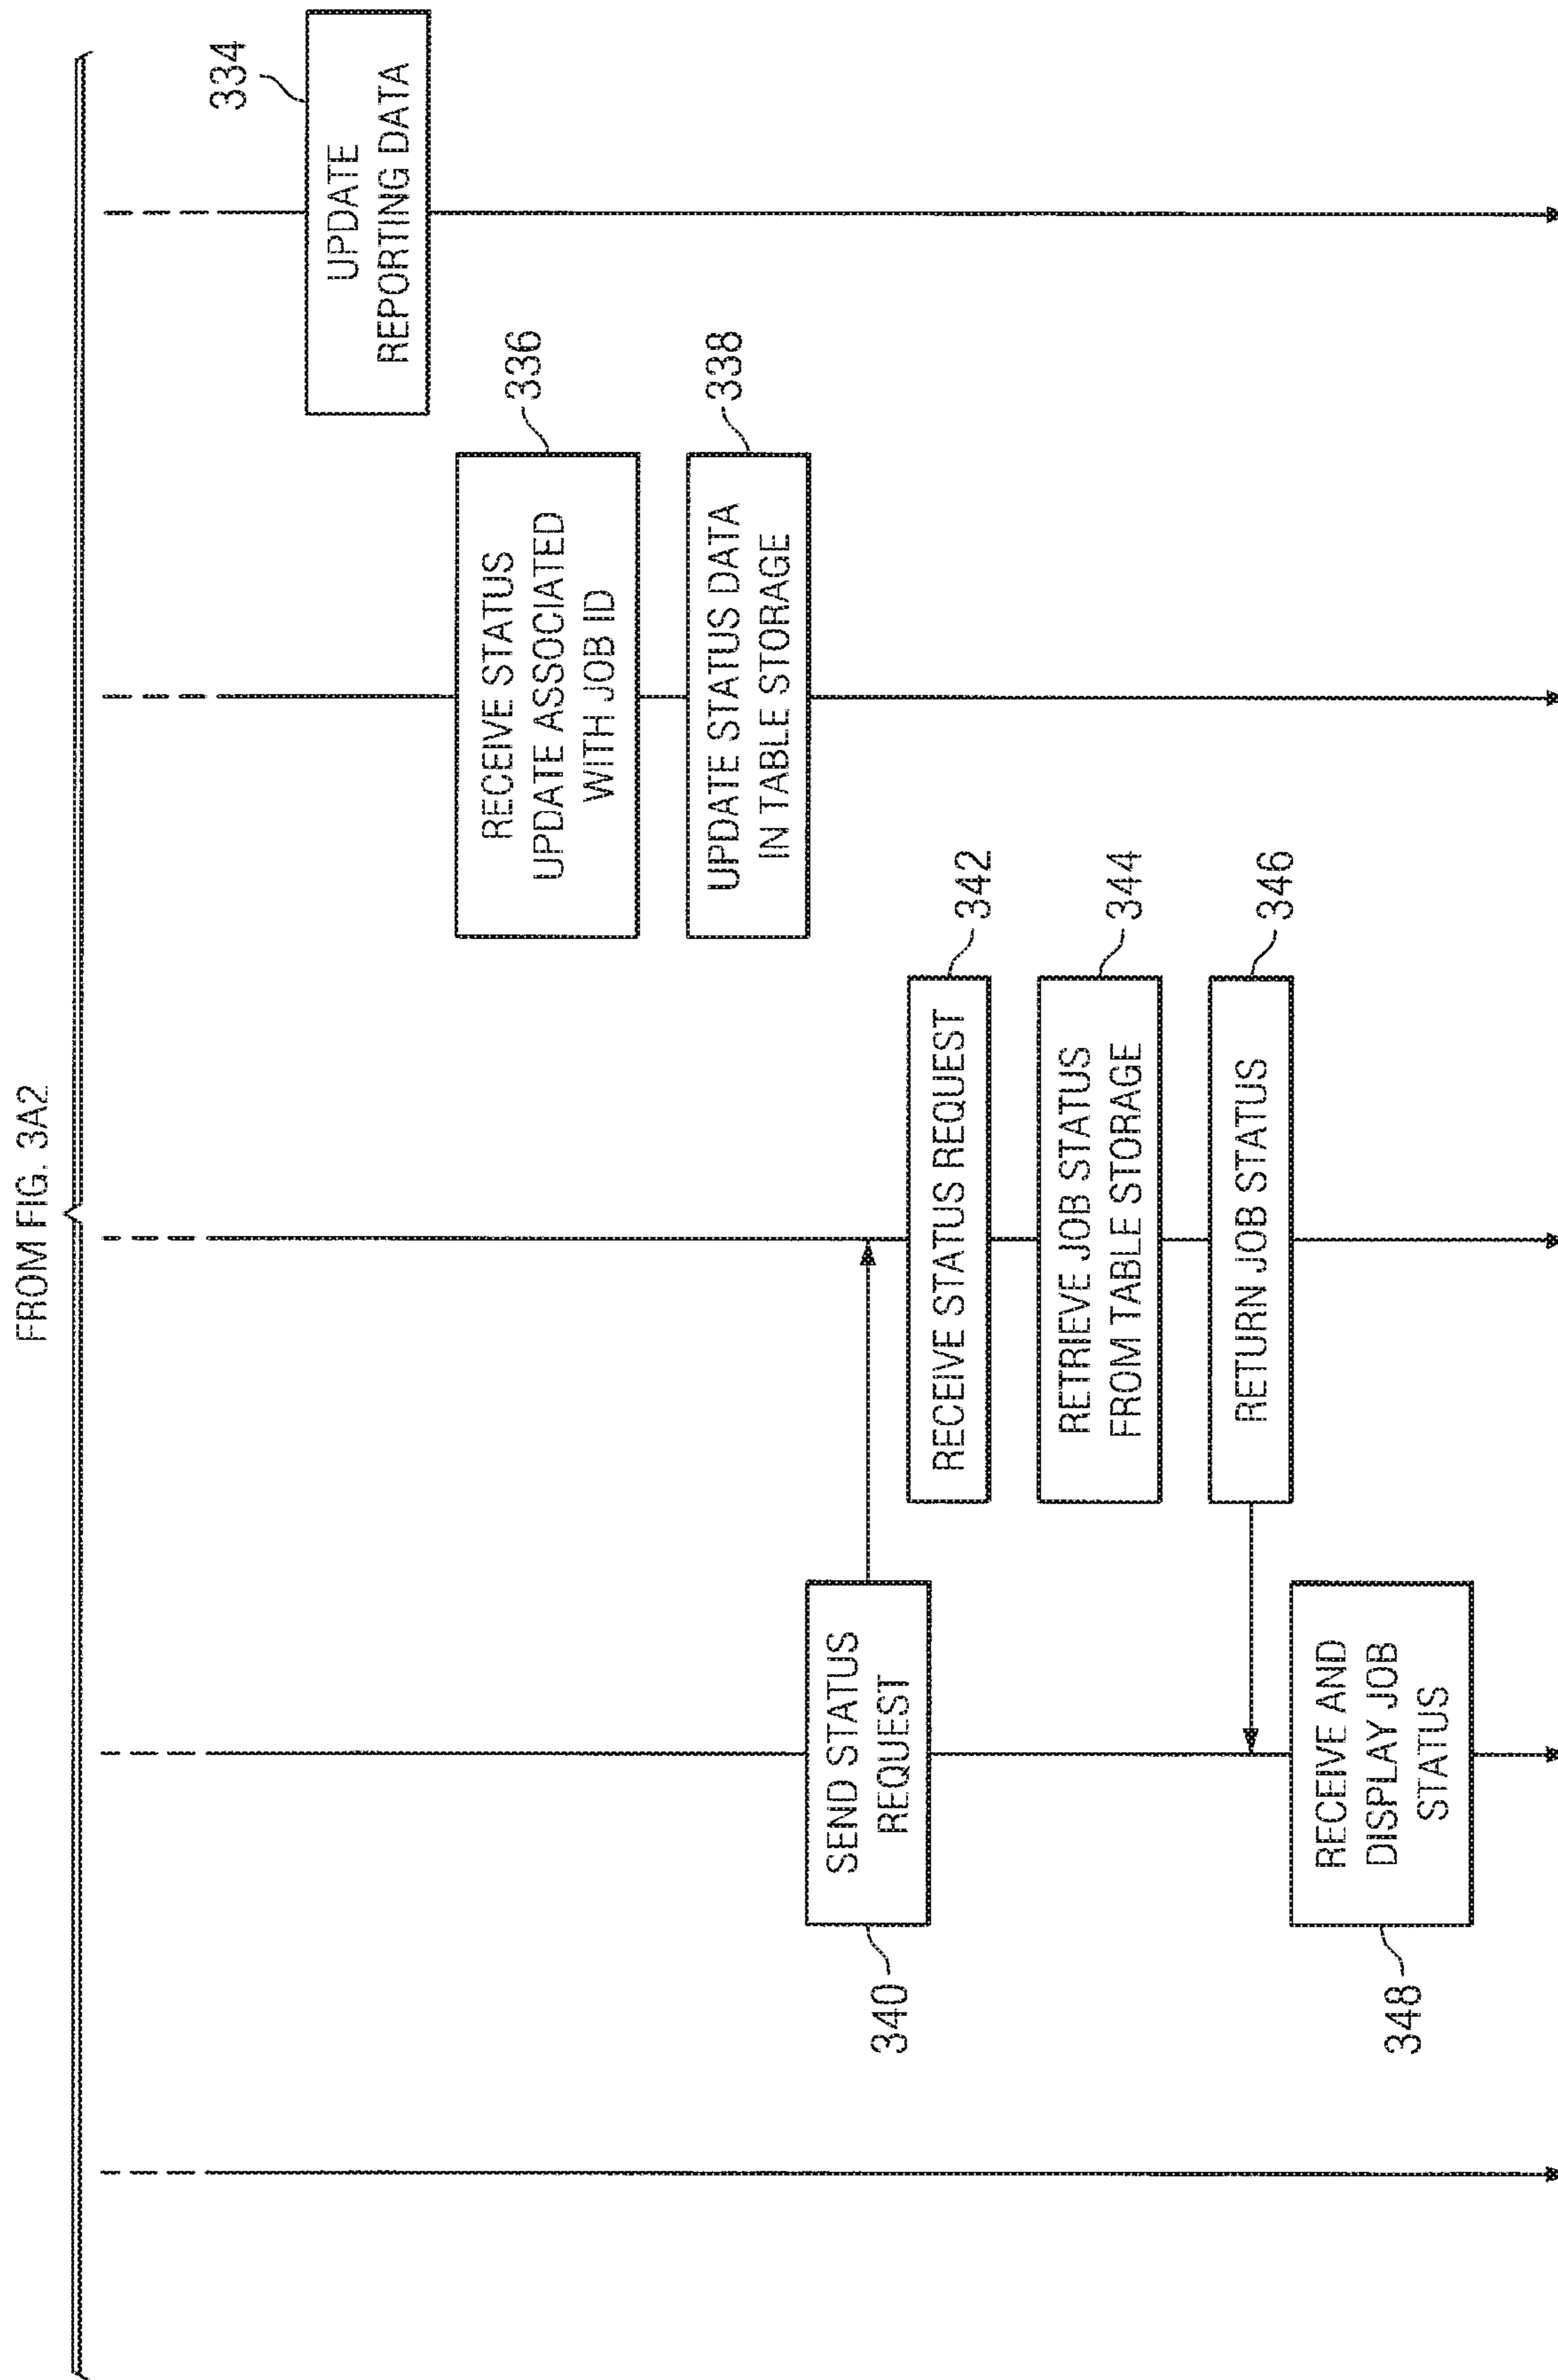 FROM FIG. 3A2
334
UPDATE
REPORTING DATA
336
RECEIVE STATUS
UPDATE ASSOCIATED
WITH JOB ID
338
UPDATE STATUS DATA
IN TABLE STORAGE
340
SEND STATUS
REQUEST
342
RECEIVE STATUS REQUEST
344
RETRIEVE JOB STATUS
FROM TABLE STORAGE
346
RETURN JOB STATUS
348
RECEIVE AND
DISPLAY JOB
STATUS